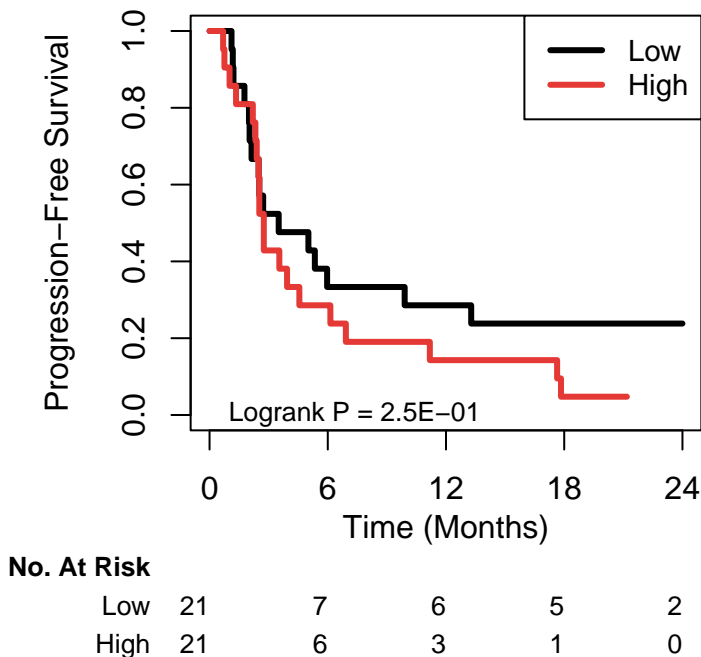 Progression−Free Survival
1.0
0.8
0.6
0.4
0.2
0.0
Low
High
Logrank P = 2.5E−01
0 6 12 18 24
Time (Months)
No. At Risk
Low 21 7 6 5 2
High 21 6 3 1 0